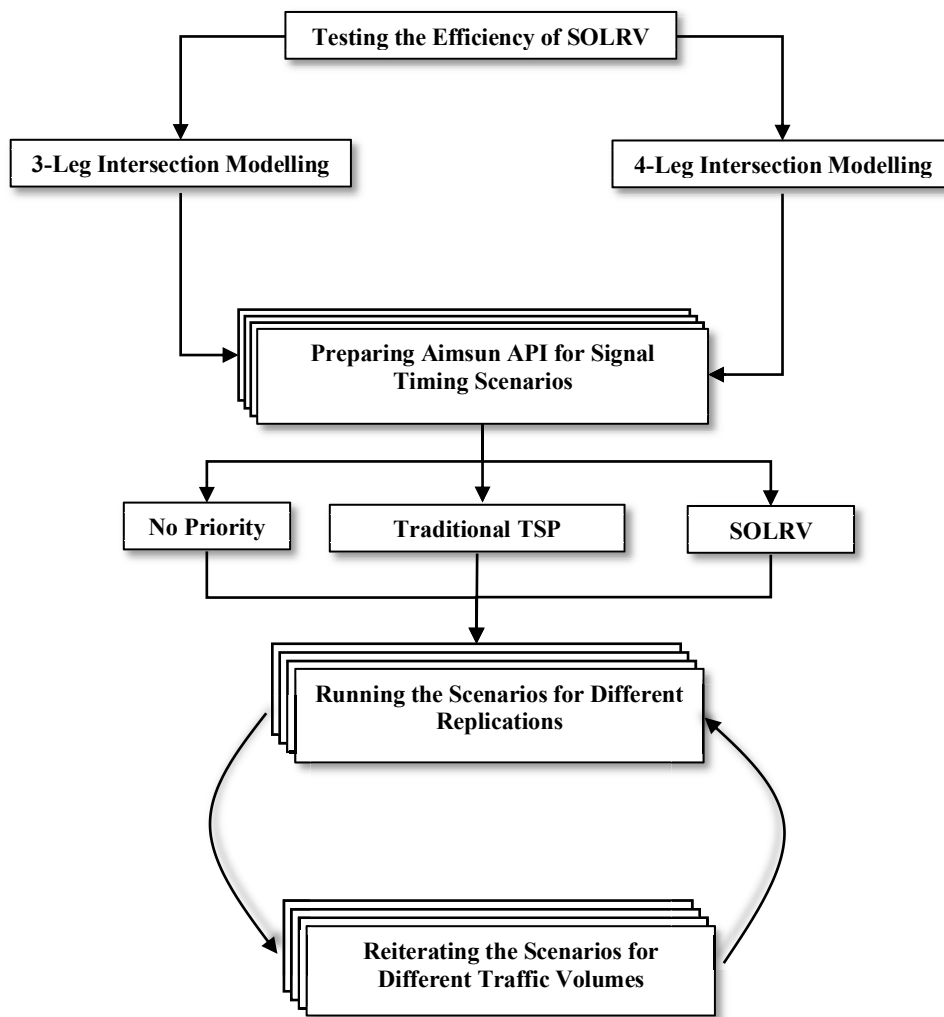 Testing the Efficiency of SOLRV
3-Leg Intersection Modelling
4-Leg Intersection Modelling
Preparing Aimsun API for Signal
Timing Scenarios
No Priority
Traditional TSP
SOLRV
Running the Scenarios for Different
Replications
Reiterating the Scenarios for
Different Traffic Volumes